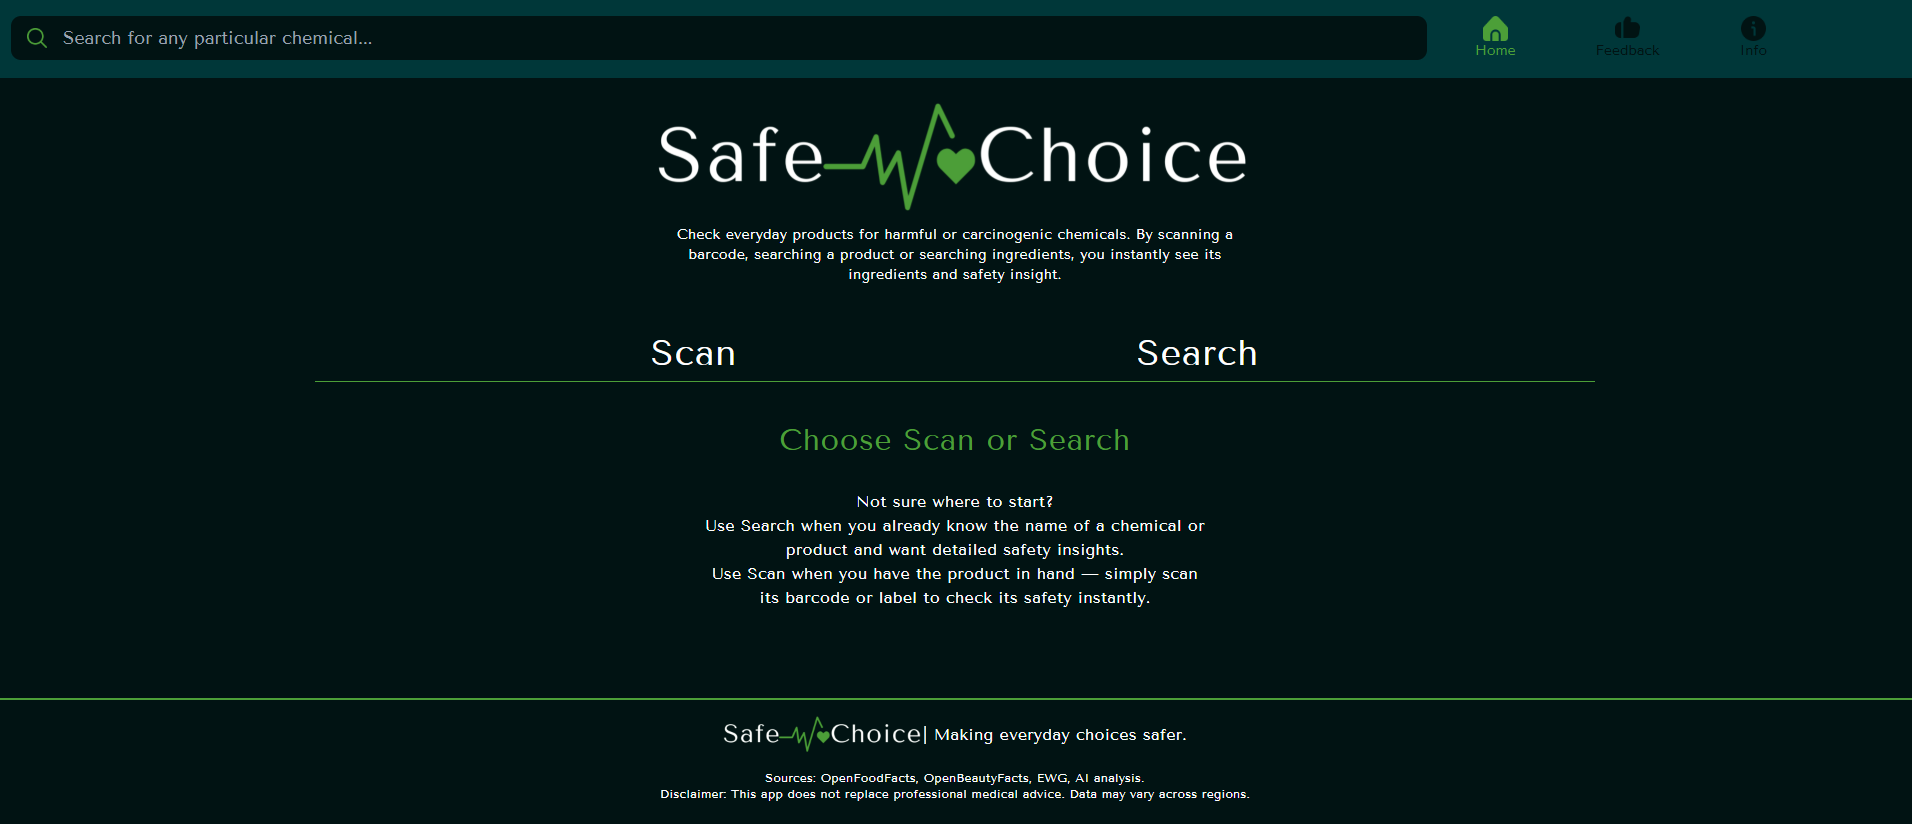 Search for any particular chemical...
Home
Feedback
Info
Safe Choice
Check everyday products for harmful or carcinogenic chemicals. By scanning a
barcode, searching a product or searching ingredients, you instantly see its
ingredients and safety insight.
Scan
Search
Choose Scan or Search
Not sure where to start?
Use Search when you already know the name of a chemical or
product and want detailed safety insights.
Use Scan when you have the product in hand — simply scan
its barcode or label to check its safety instantly.
Safe Choice | Making everyday choices safer.
Sources: OpenFoodFacts, OpenBeautyFacts, EWG, AI analysis.
Disclaimer: This app does not replace professional medical advice. Data may vary across regions.